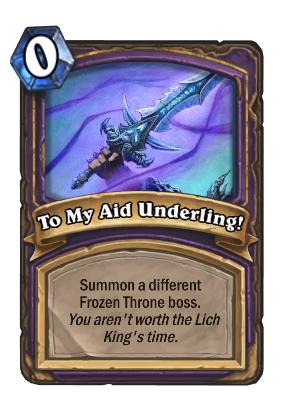 0
To My Aid Underling!
Summon a different
Frozen Throne boss.
You aren't worth the Lich
King's time.